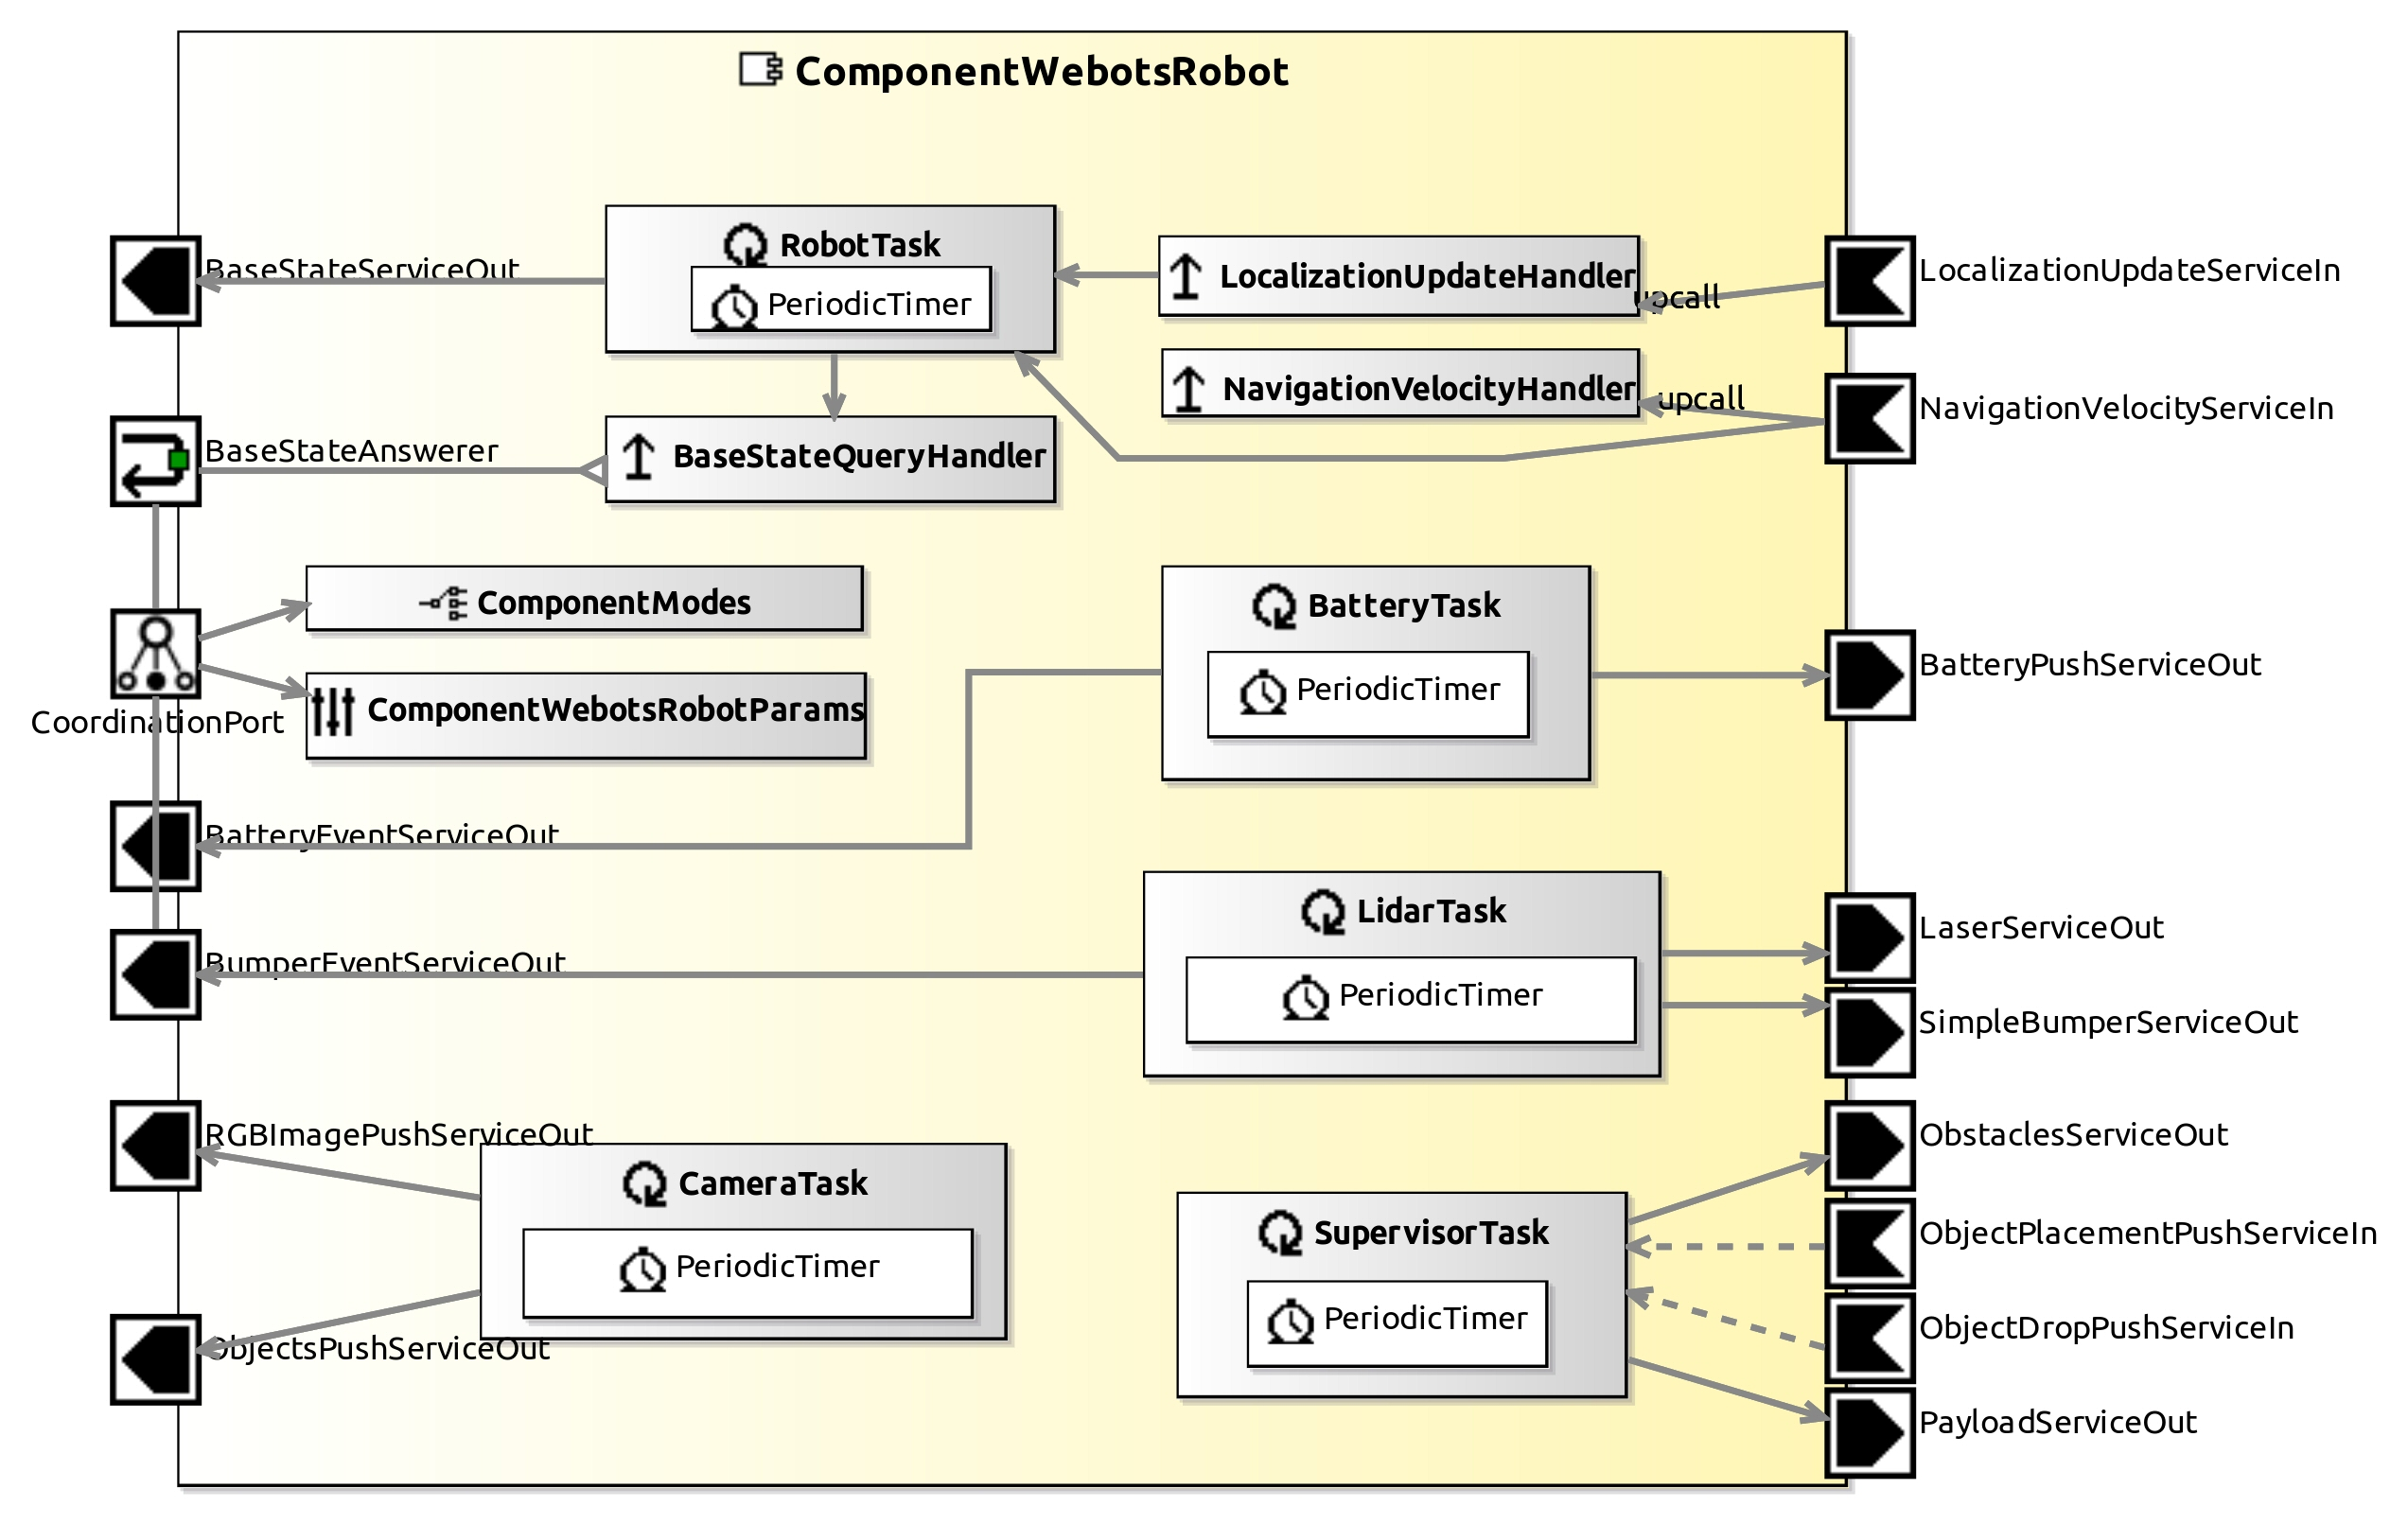 ComponentWebotsRobot
BaseStateServiceOut
RobotTask
PeriodicTimer
LocalizationUpdateHandler
upcall
LocalizationUpdateServiceIn
NavigationVelocityHandler
upcall
NavigationVelocityServiceIn
BaseStateAnswerer
BaseStateQueryHandler
ComponentModes
ComponentWebotsRobotParams
CoordinationPort
BatteryTask
PeriodicTimer
BatteryPushServiceOut
BatteryEventServiceOut
LidarTask
PeriodicTimer
LaserServiceOut
SimpleBumperServiceOut
BumperEventServiceOut
RGBImagePushServiceOut
CameraTask
PeriodicTimer
ObjectsPushServiceOut
SupervisorTask
PeriodicTimer
ObstaclesServiceOut
ObjectPlacementPushServiceIn
ObjectDropPushServiceIn
PayloadServiceOut